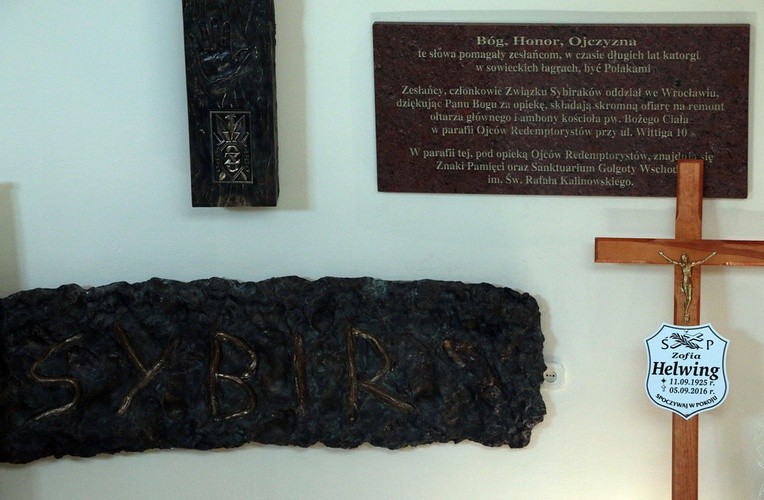 Bóg, Honor, Ojczyzna
te słowa pomagały zesłańcom, w czasie długich lat katorgi
w sowieckich łagrach, być Polakami
Zesłańcy, członkowie Związku Sybiraków oddział we Wrocławiu,
dziękując Panu Bogu za opiekę, składają skromną ofiarę na remont
ołtarza głównego i ambony kościoła pw. Bożego Ciała
w parafii Ojców Redemptorystów przy ul. Wittiga 10
W parafii tej, pod opieką Ojców Redemptorystów, znajdują się
Znaki Pamięci oraz Sanktuarium Golgoty Wschodu
im. Św. Rafała Kalinowskiego.
SYBIR
Ś P
Zofia
Helwing
11.09.1925 r.
05.09.2016 r.
SPOCZYWAJ W POKOJU